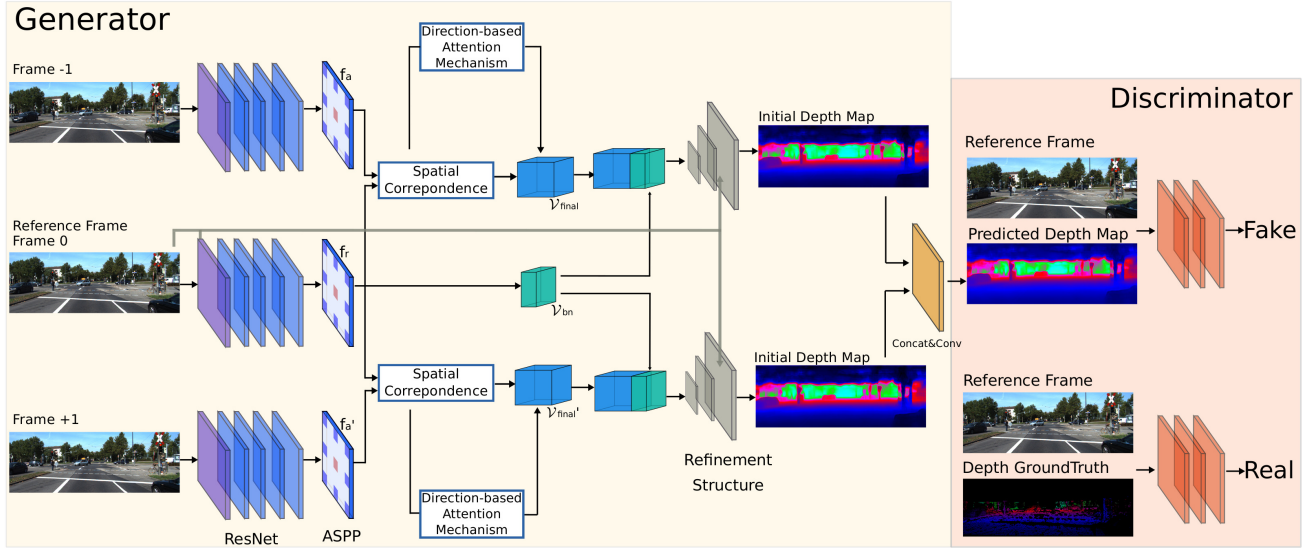 Generator
Direction-based
Attention
Mechanism
Frame -1
fa
Spatial
Correpondence
𝒱final
Initial Depth Map
Reference Frame
Frame 0
fr
𝒱bn
Concat&Conv
Initial Depth Map
Spatial
Correpondence
𝒱final'
Frame +1
fa'
Refinement
Structure
Direction-based
Attention
Mechanism
ResNet
ASPP
Discriminator
Reference Frame
Predicted Depth Map
Fake
Reference Frame
Depth GroundTruth
Real